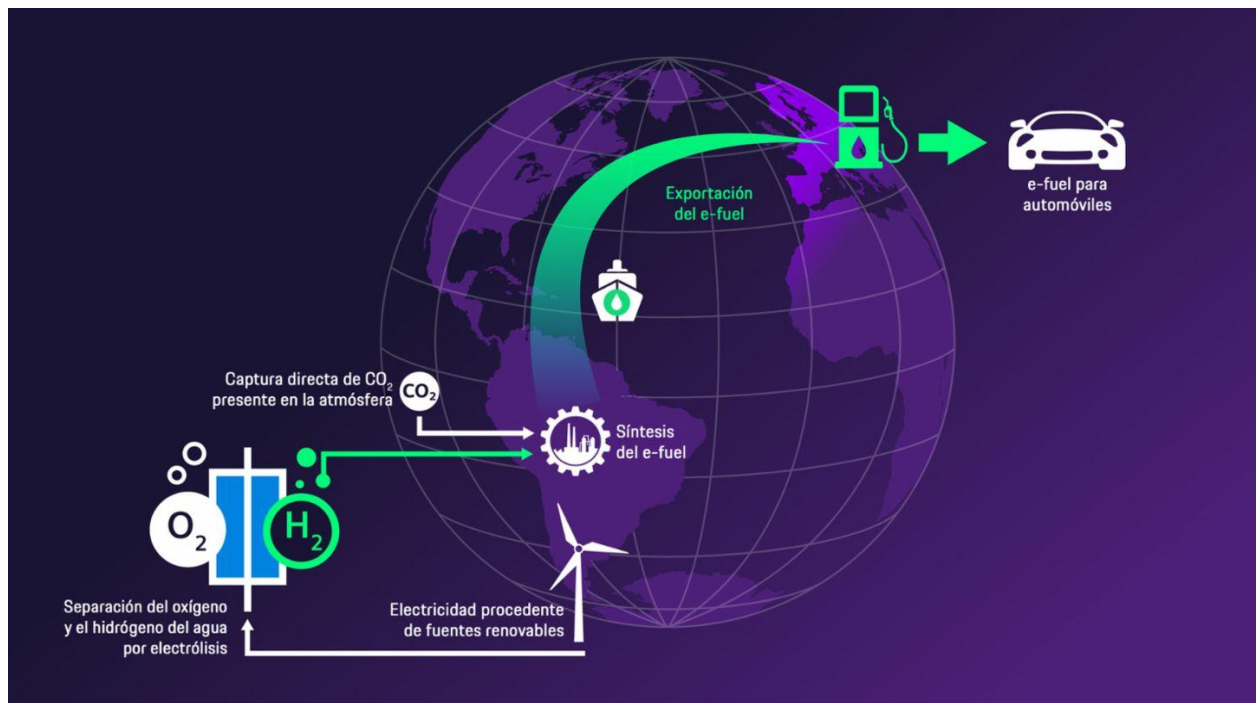 Exportación
del e-fuel
e-fuel para
automóviles
Captura directa de CO₂
presente en la atmósfera
CO₂
Síntesis
del e-fuel
O₂
H₂
Separación del oxígeno
y el hidrógeno del agua
por electrólisis
Electricidad procedente
de fuentes renovables